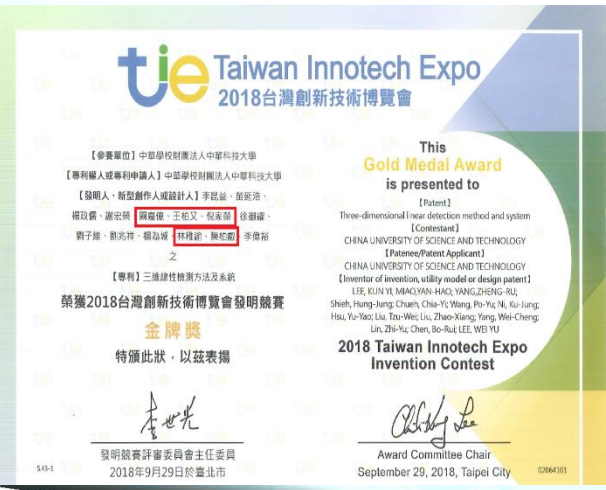 tie Taiwan Innotech Expo
2018台灣創新技術博覽會
【參賽單位】中華學校財團法人中華科技大學
【專利權人或專利申請人】中華學校財團法人中華科技大學
【發明人、新型創作人或設計人】李昆益、苗延浩、
楊政儒、謝宏榮、闕嘉億、王柏又、倪家榮、徐御耀、
劉子維、劉兆祥、楊為城、林稚諭、陳柏叡、李偉裕
之
【專利】三維線性檢測方法及系統
榮獲2018台灣創新技術博覽會發明競賽
金牌獎
特頒此狀，以茲表揚
發明競賽評審委員會主任委員
2018年9月29日於臺北市
S.43-1
This
Gold Medal Award
is presented to
【Patent】
Three-dimensional linear detection method and system
【Contestant】
CHINA UNIVERSITY OF SCIENCE AND TECHNOLOGY
【Patenee/Patent Applicant】
CHINA UNIVERSITY OF SCIENCE AND TECHNOLOGY
【Inventor of invention, utility model or design patent】
LEE, KUN YI; MIAO,YAN-HAO; YANG,ZHENG-RU;
Shieh, Hung-Jung; Chueh, Chia-Yi; Wang, Po-Yu; Ni, Ku-Jung;
Hsu, Yu-Yao; Liu, Tzu-Wei; Liu, Zhao-Xiang; Yang, Wei-Cheng;
Lin, Zhi-Yu; Chen, Bo-Rui; LEE, WEI YU
2018 Taiwan Innotech Expo
Invention Contest
Award Committee Chair
September 29, 2018, Taipei City
02064101